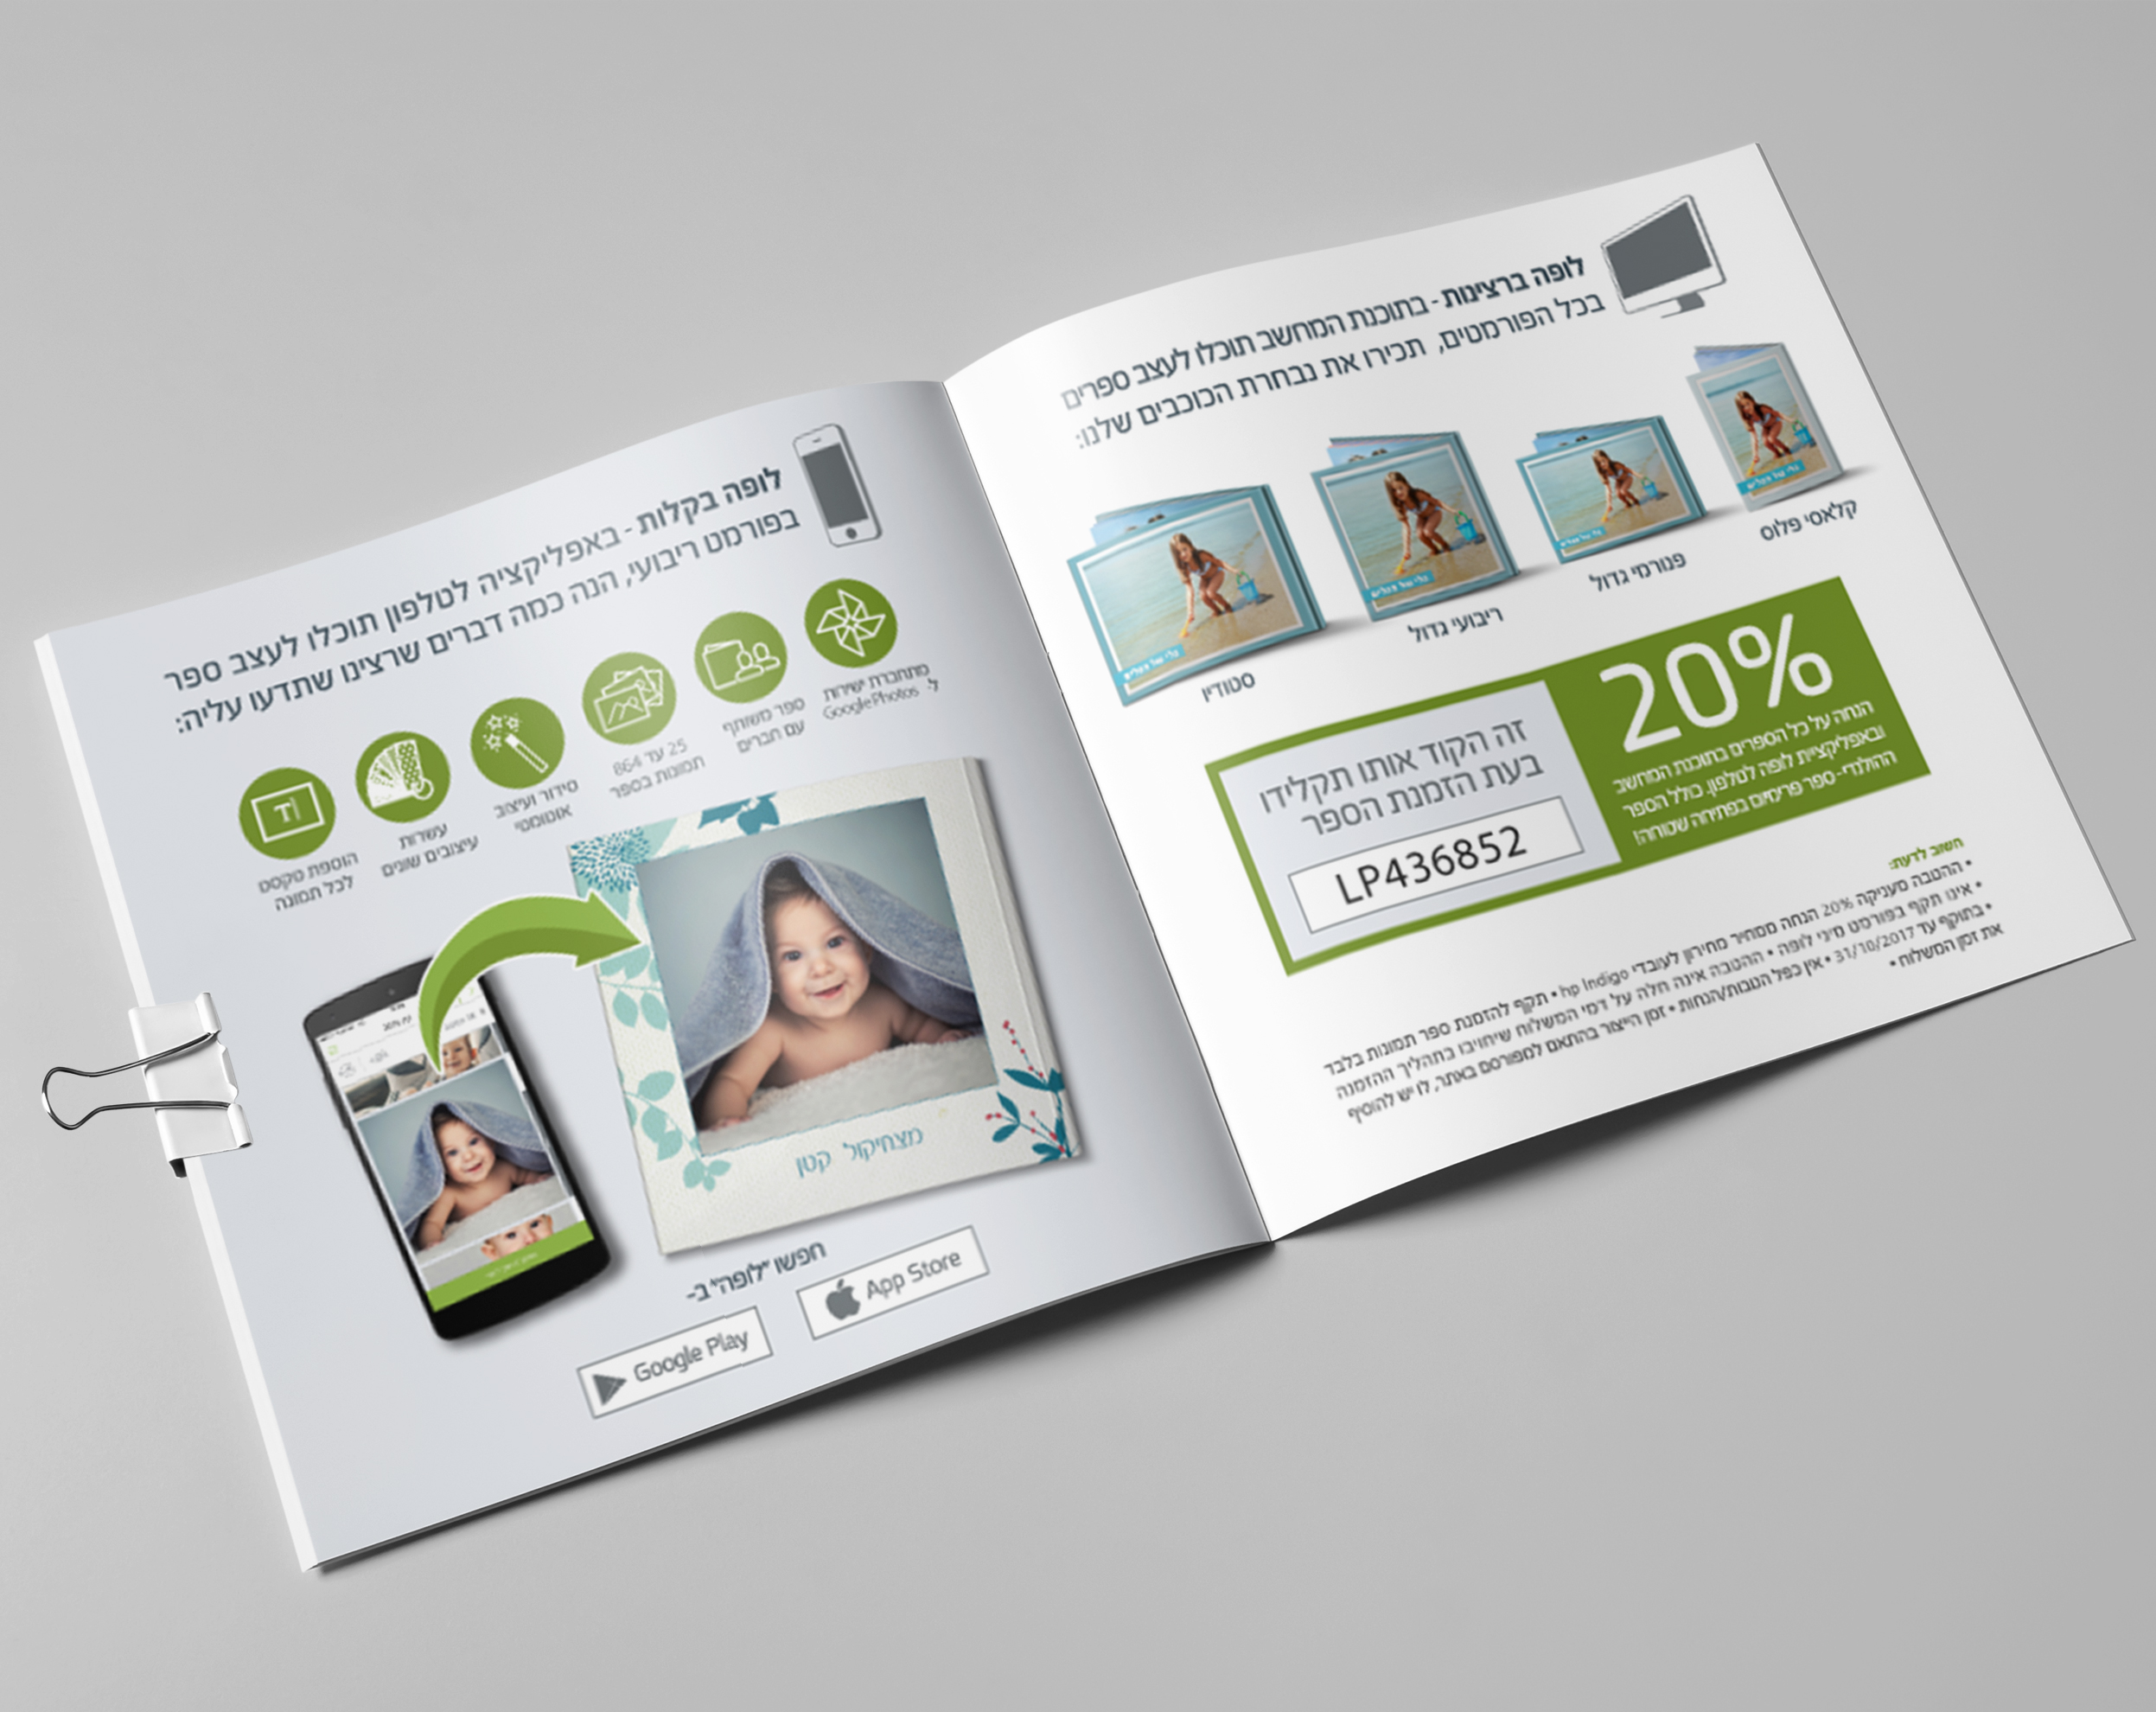 לופה ברצינות - בתוכנת המחשב תוכלו לעצב ספרים
בכל הפורמטים, תכירו את נבחרת הכוכבים שלנו:
קלאסי פלוס
פנורמי גדול
ריבועי גדול
סטודיו
20%
הנחה על כל הספרים בתוכנת המחשב
ובאפליקציית לופה לטלפון. כולל הספר
ההולנדי- ספר פרימיום בפתיחה שטוחה!
זה הקוד אותו תקלידו
בעת הזמנת הספר
LP436852
חשוב לדעת:
• ההטבה מעניקה 20% הנחה ממחיר מחירון לעובדי hp Indigo • תקף להזמנת ספר תמונות בלבד
• אינו תקף בפורמט מיני לופה • ההטבה אינה חלה על דמי המשלוח שיחויבו בתהליך ההזמנה
• בתוקף עד 31/10/2017 • אין כפל הטבות/הנחות • זמן הייצור בהתאם למפורסם באתר, לו יש להוסיף
את זמן המשלוח •
לופה בקלות - באפליקציה לטלפון תוכלו לעצב ספר
בפורמט ריבועי, הנה כמה דברים שרצינו שתדעו עליה:
מתחברת ישירות
ל- Google Photos
ספר משותף
עם חברים
25 עד 864
תמונות בספר
סידור ועיצוב
אוטומטי
עשרות
עיצובים שונים
הוספת טקסט
לכל תמונה
T
מצחיקול קטן
חפשו "לופה" ב-
App Store
Google Play